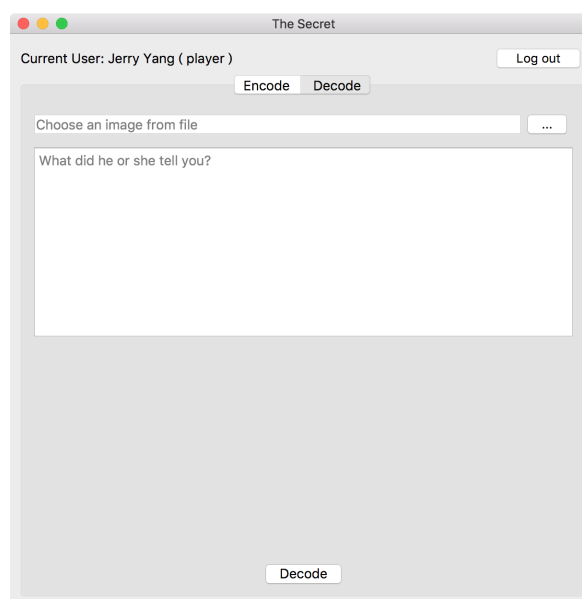 The Secret
Current User: Jerry Yang ( player )
Log out
Encode Decode
Choose an image from file
...
What did he or she tell you?
Decode